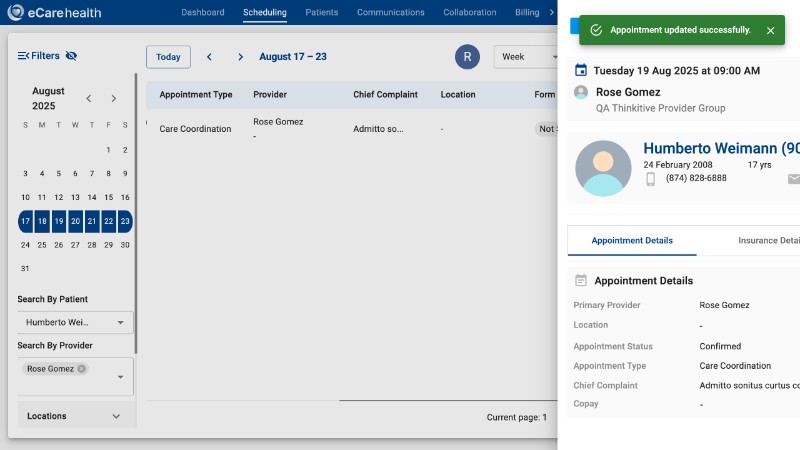 eCarehealth
Dashboard Scheduling Patients Communications Collaboration Billing
Appointment updated successfully.
Filters
Today
August 17 – 23
R
Week
August
2025
S M T W T F S
1 2
3 4 5 6 7 8 9
10 11 12 13 14 15 16
17 18 19 20 21 22 23
24 25 26 27 28 29 30
31
Search By Patient
Humberto Wei...
Search By Provider
Rose Gomez
Locations
Appointment Type Provider Chief Complaint Location Form
Care Coordination Rose Gomez Admitto so... - Not
-
Current page: 1
Tuesday 19 Aug 2025 at 09:00 AM
Rose Gomez
QA Thinkitive Provider Group
Humberto Weimann (90
24 February 2008 17 yrs
(874) 828-6888
Appointment Details Insurance Detai
Appointment Details
Primary Provider Rose Gomez
Location -
Appointment Status Confirmed
Appointment Type Care Coordination
Chief Complaint Admitto sonitus curtus co
Copay -